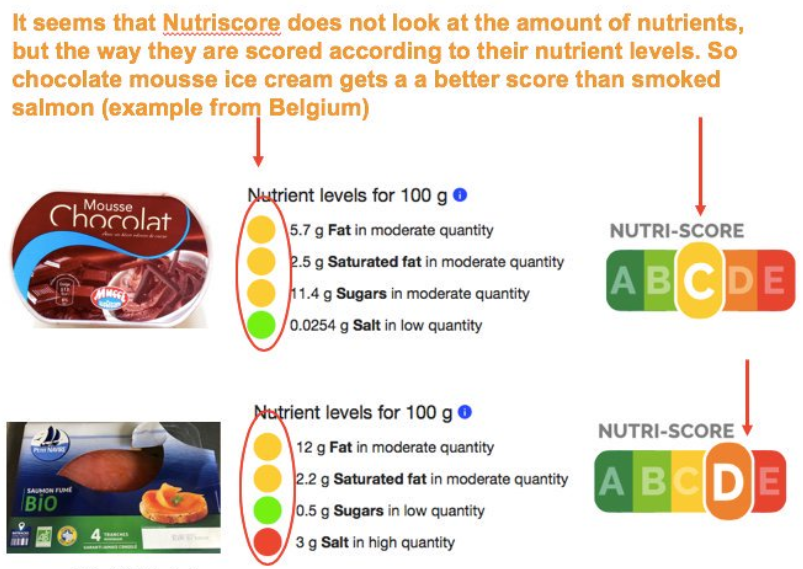 It seems that Nutriscore does not look at the amount of nutrients,
but the way they are scored according to their nutrient levels. So
chocolate mousse ice cream gets a a better score than smoked
salmon (example from Belgium)
Mousse
Chocolat
Nutrient levels for 100 g
5.7 g Fat in moderate quantity
2.5 g Saturated fat in moderate quantity
11.4 g Sugars in moderate quantity
0.0254 g Salt in low quantity
NUTRI-SCORE
A B C D E
Nutrient levels for 100 g
12 g Fat in moderate quantity
2.2 g Saturated fat in moderate quantity
0.5 g Sugars in low quantity
3 g Salt in high quantity
NUTRI-SCORE
A B C D E
SAUMON FUMÉ
BIO
4 TRANCHES